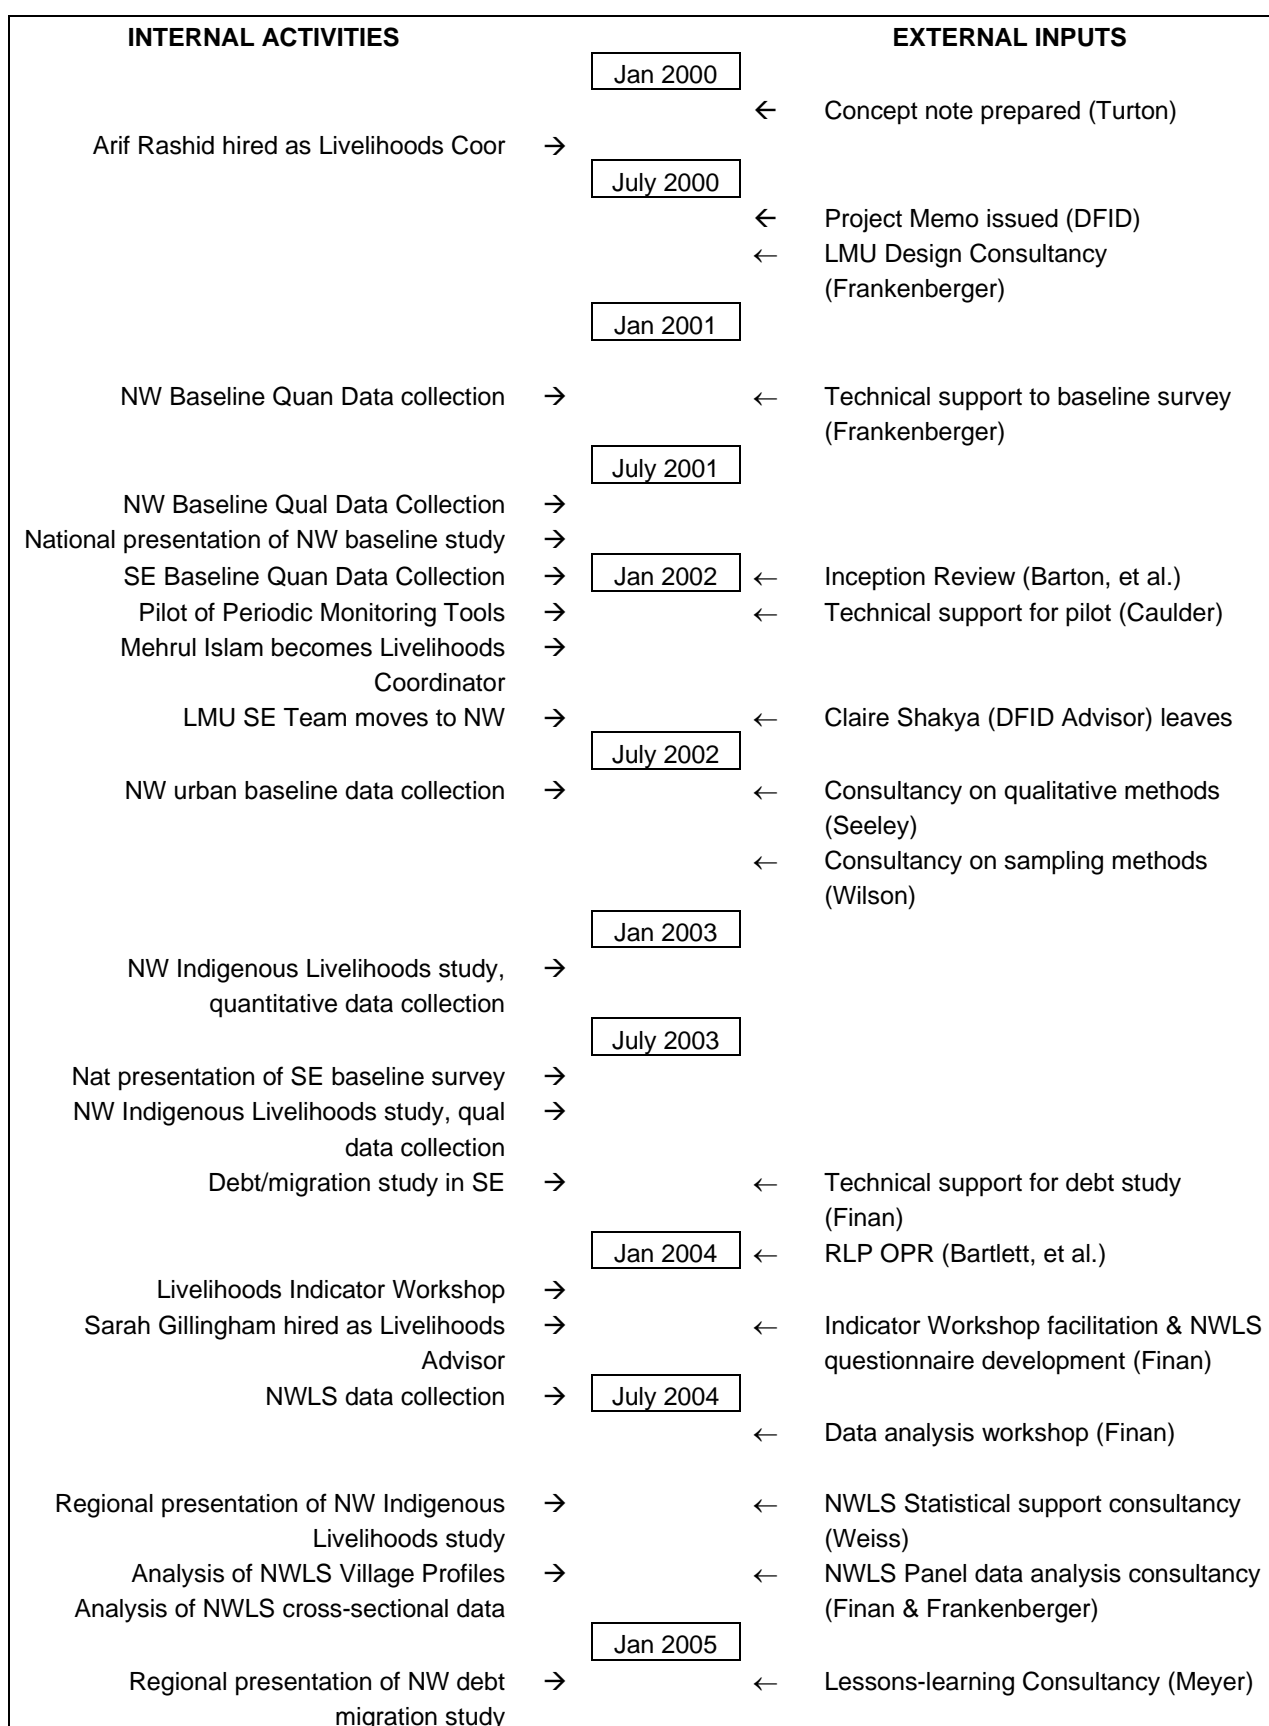 INTERNAL ACTIVITIES EXTERNAL INPUTS
Jan 2000
← Concept note prepared (Turton)
Arif Rashid hired as Livelihoods Coor →
July 2000
← Project Memo issued (DFID)
← LMU Design Consultancy
(Frankenberger)
Jan 2001
NW Baseline Quan Data collection → ← Technical support to baseline survey
(Frankenberger)
July 2001
NW Baseline Qual Data Collection →
National presentation of NW baseline study →
SE Baseline Quan Data Collection → Jan 2002 ← Inception Review (Barton, et al.)
Pilot of Periodic Monitoring Tools → ← Technical support for pilot (Caulder)
Mehrul Islam becomes Livelihoods →
Coordinator
LMU SE Team moves to NW → ← Claire Shakya (DFID Advisor) leaves
July 2002
NW urban baseline data collection → ← Consultancy on qualitative methods
(Seeley)
← Consultancy on sampling methods
(Wilson)
Jan 2003
NW Indigenous Livelihoods study, →
quantitative data collection
July 2003
Nat presentation of SE baseline survey →
NW Indigenous Livelihoods study, qual →
data collection
Debt/migration study in SE → ← Technical support for debt study
(Finan)
Jan 2004 ← RLP OPR (Bartlett, et al.)
Livelihoods Indicator Workshop →
Sarah Gillingham hired as Livelihoods → ← Indicator Workshop facilitation & NWLS
Advisor questionnaire development (Finan)
NWLS data collection → July 2004
← Data analysis workshop (Finan)
Regional presentation of NW Indigenous → ← NWLS Statistical support consultancy
Livelihoods study (Weiss)
Analysis of NWLS Village Profiles → ← NWLS Panel data analysis consultancy
Analysis of NWLS cross-sectional data (Finan & Frankenberger)
Jan 2005
Regional presentation of NW debt → ← Lessons-learning Consultancy (Meyer)
migration study